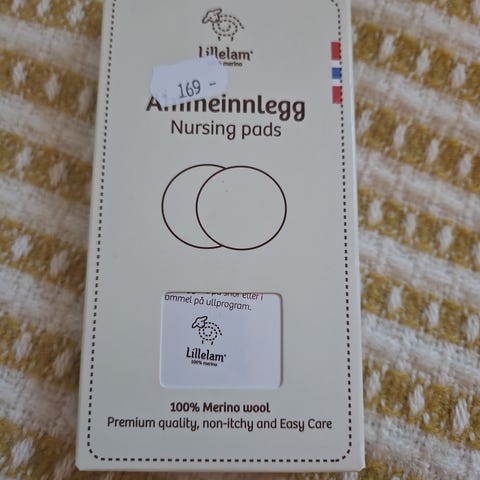 Lillelam®
100% merino
169 -
Ammeinnlegg
Nursing pads
ommel på ullprogram.
Lillelam®
100% merino
100% Merino wool
Premium quality, non-itchy and Easy Care